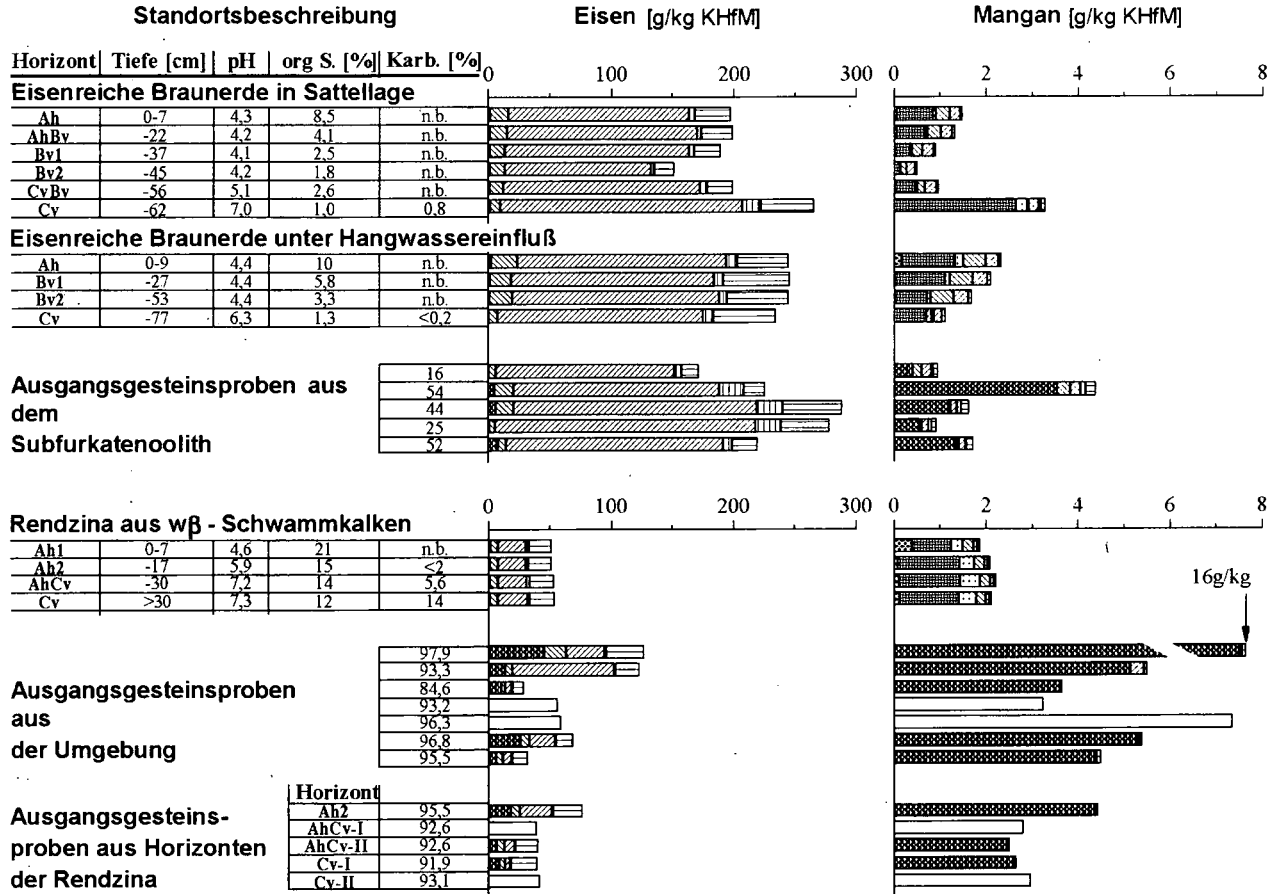 Standortsbeschreibung Eisen [g/kg KHfM] Mangan [g/kg KHfM]
Horizont Tiefe [cm] pH org S. [%] Karb. [%] 0 100 200 300 0 2 4 6 8
Eisenreiche Braunerde in Sattellage
Ah 0-7 4,3 8,5 n.b.
AhBv -22 4,2 4,1 n.b.
Bv1 -37 4,1 2,5 n.b.
Bv2 -45 4,2 1,8 n.b.
CvBv -56 5,1 2,6 n.b.
Cv -62 7,0 1,0 0,8
Eisenreiche Braunerde unter Hangwassereinfluß
Ah 0-9 4,4 10 n.b.
Bv1 -27 4,4 5,8 n.b.
Bv2 -53 4,4 3,3 n.b.
Cv -77 6,3 1,3 <0,2
Ausgangsgesteinsproben aus
dem
Subfurkatenoolith
16
54
44
25
52
0 100 200 300 0 2 4 6 8
Rendzina aus wβ - Schwammkalken
Ah1 0-7 4,6 21 n.b.
Ah2 -17 5,9 15 <2
AhCv -30 7,2 14 5,6
Cv >30 7,3 12 14
16g/kg
Ausgangsgesteinsproben
aus
der Umgebung
97,9
93,3
84,6
93,2
96,3
96,8
95,5
Ausgangsgesteins-
proben aus Horizonten
der Rendzina
Horizont
Ah2 95,5
AhCv-I 92,6
AhCv-II 92,6
Cv-I 91,9
Cv-II 93,1